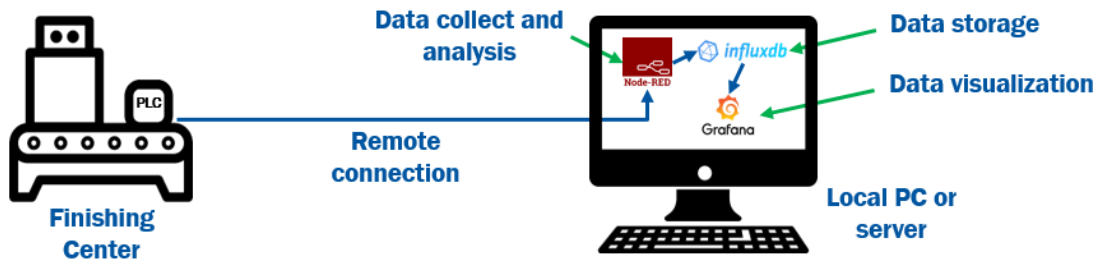 Data collect and
analysis
Data storage
Data visualization
Node-RED
influxdb
Grafana
PLC
Remote
connection
Finishing
Center
Local PC or
server